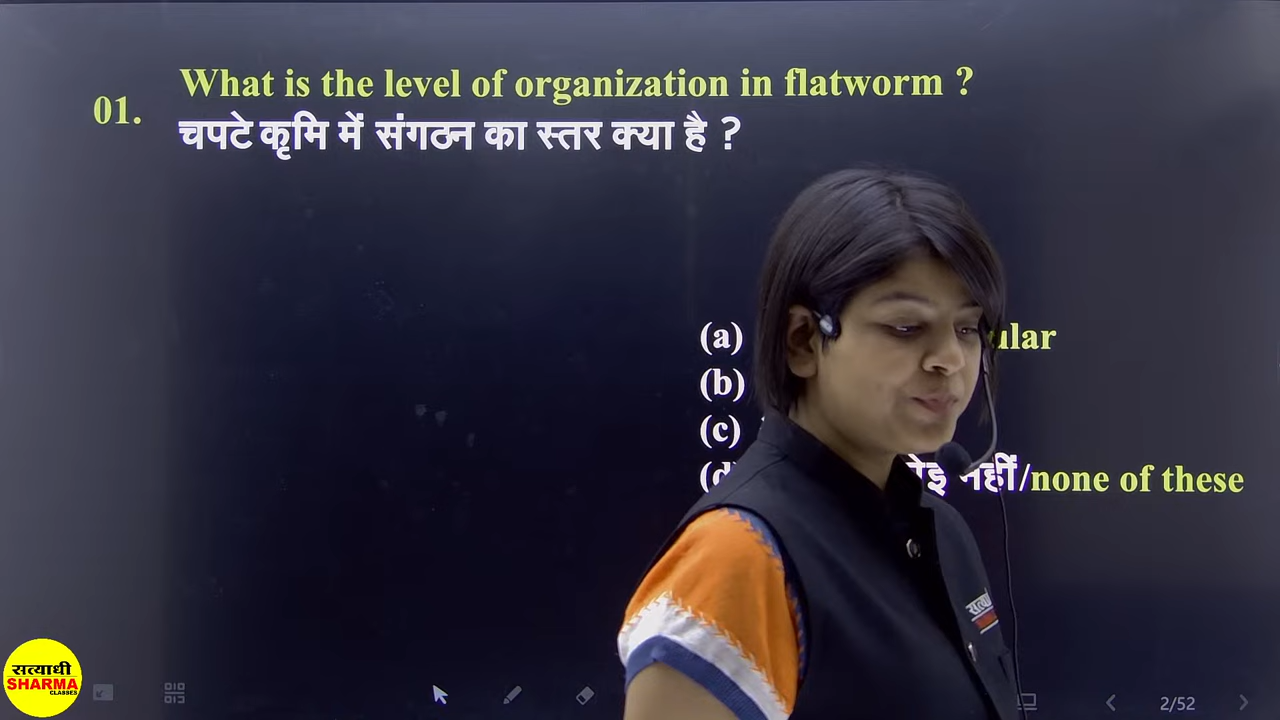 What is the level of organization in flatworm ?
01.
चपटे कृमि में संगठन का स्तर क्या है ?
(a)
(b)
(c)
नहीं/none of these
सत्याधी
SHARMA
CLASSES
2/52